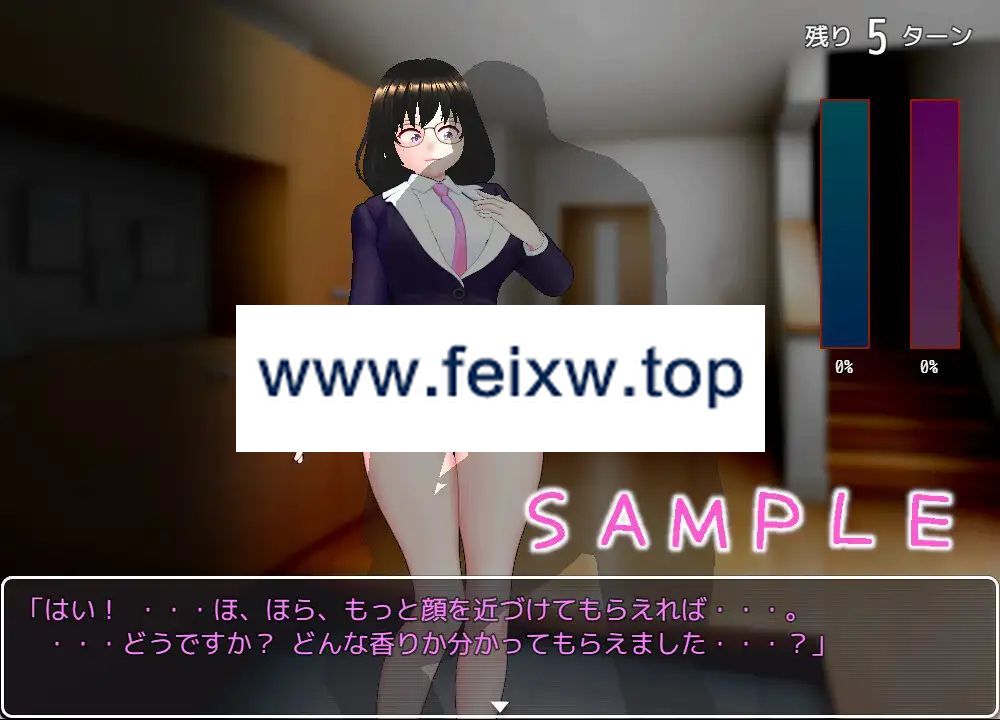 残り 5 ターン
0% 0%
www.feixw.top
SAMPLE
「はい！ ・・・ほ、ほら、もっと顔を近づけてもらえれば・・・。
・・・どうですか？ どんな香りか分かってもらえました・・・？」